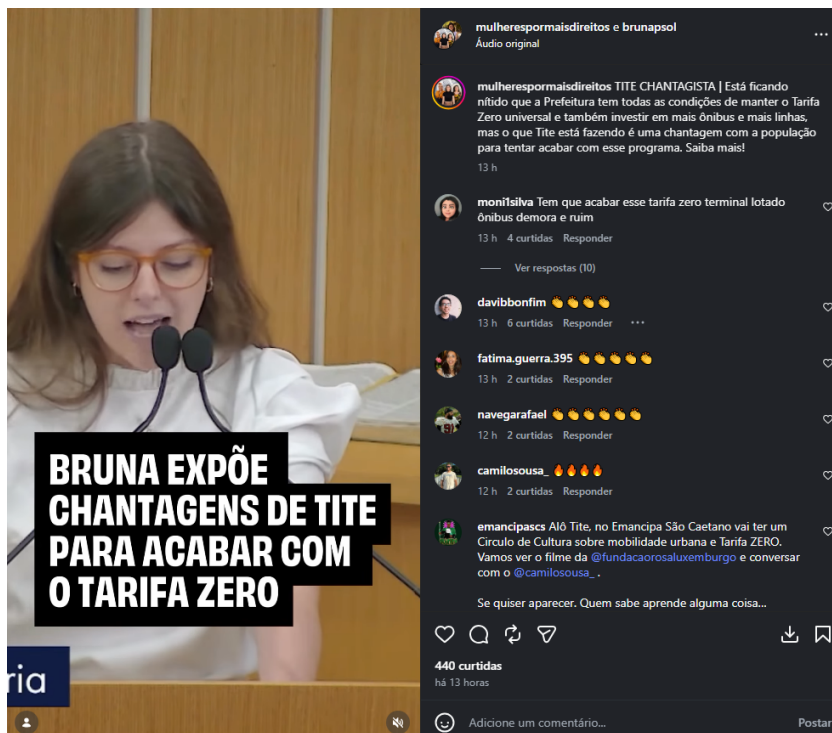 mulherespormaisdireitos e brunapsol
Áudio original
mulherespormaisdireitos TITE CHANTAGISTA | Está ficando
nítido que a Prefeitura tem todas as condições de manter o Tarifa
Zero universal e também investir em mais ônibus e mais linhas,
mas o que Tite está fazendo é uma chantagem com a população
para tentar acabar com esse programa. Saiba mais!
13 h
moni1silva Tem que acabar esse tarifa zero terminal lotado
ônibus demora e ruim
13 h 4 curtidas Responder
Ver respostas (10)
davibbonfim 👏👏👏👏
13 h 6 curtidas Responder
fatima.guerra.395 👏👏👏👏👏
13 h 2 curtidas Responder
navegarafael 👏👏👏👏👏👏
12 h 2 curtidas Responder
camilosousa_ 🔥🔥🔥🔥
12 h 2 curtidas Responder
emancipascs Alô Tite, no Emancipa São Caetano vai ter um
Circulo de Cultura sobre mobilidade urbana e Tarifa ZERO.
Vamos ver o filme da @fundacaorosaluxemburgo e conversar
com o @camilosousa_ .
Se quiser aparecer. Quem sabe aprende alguma coisa...
440 curtidas
há 13 horas
Adicione um comentário...
Postar
BRUNA EXPÕE
CHANTAGENS DE TITE
PARA ACABAR COM
O TARIFA ZERO
ria